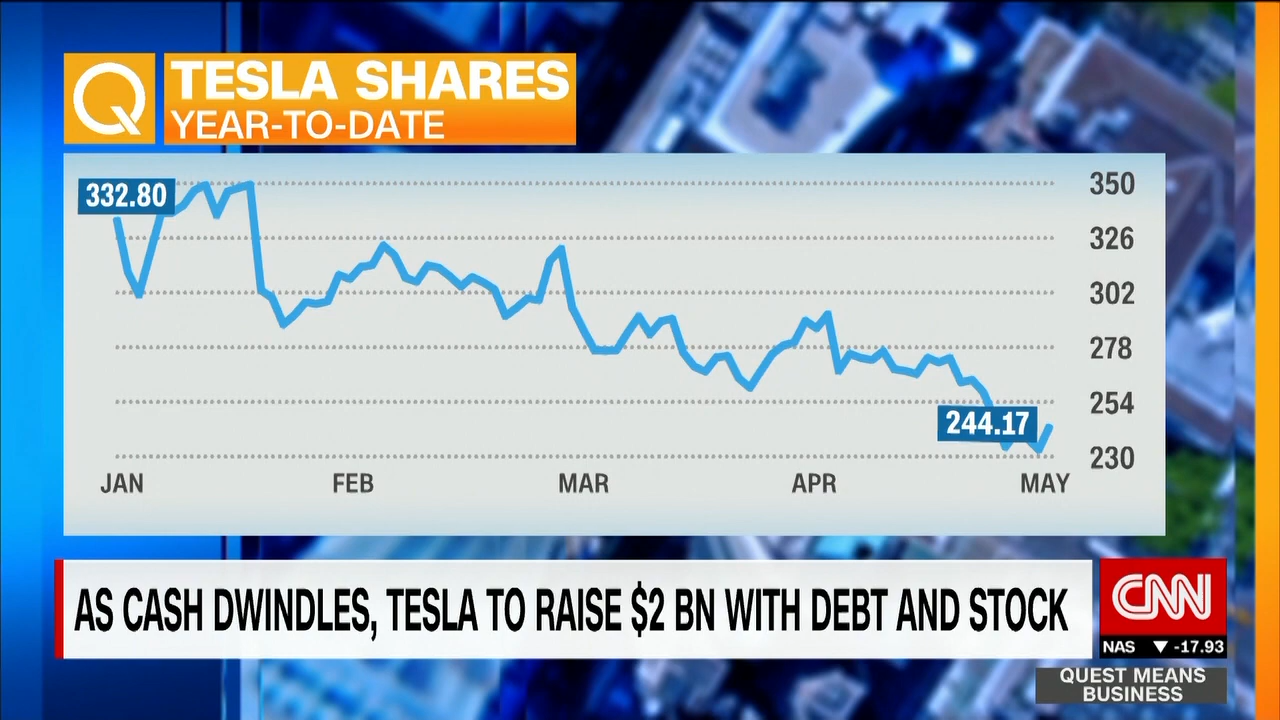 Q
TESLA SHARES
YEAR-TO-DATE
332.80
350
326
302
278
254
244.17
230
JAN FEB MAR APR MAY
AS CASH DWINDLES, TESLA TO RAISE $2 BN WITH DEBT AND STOCK
CNN
NAS ▼ -17.93
QUEST MEANS
BUSINESS